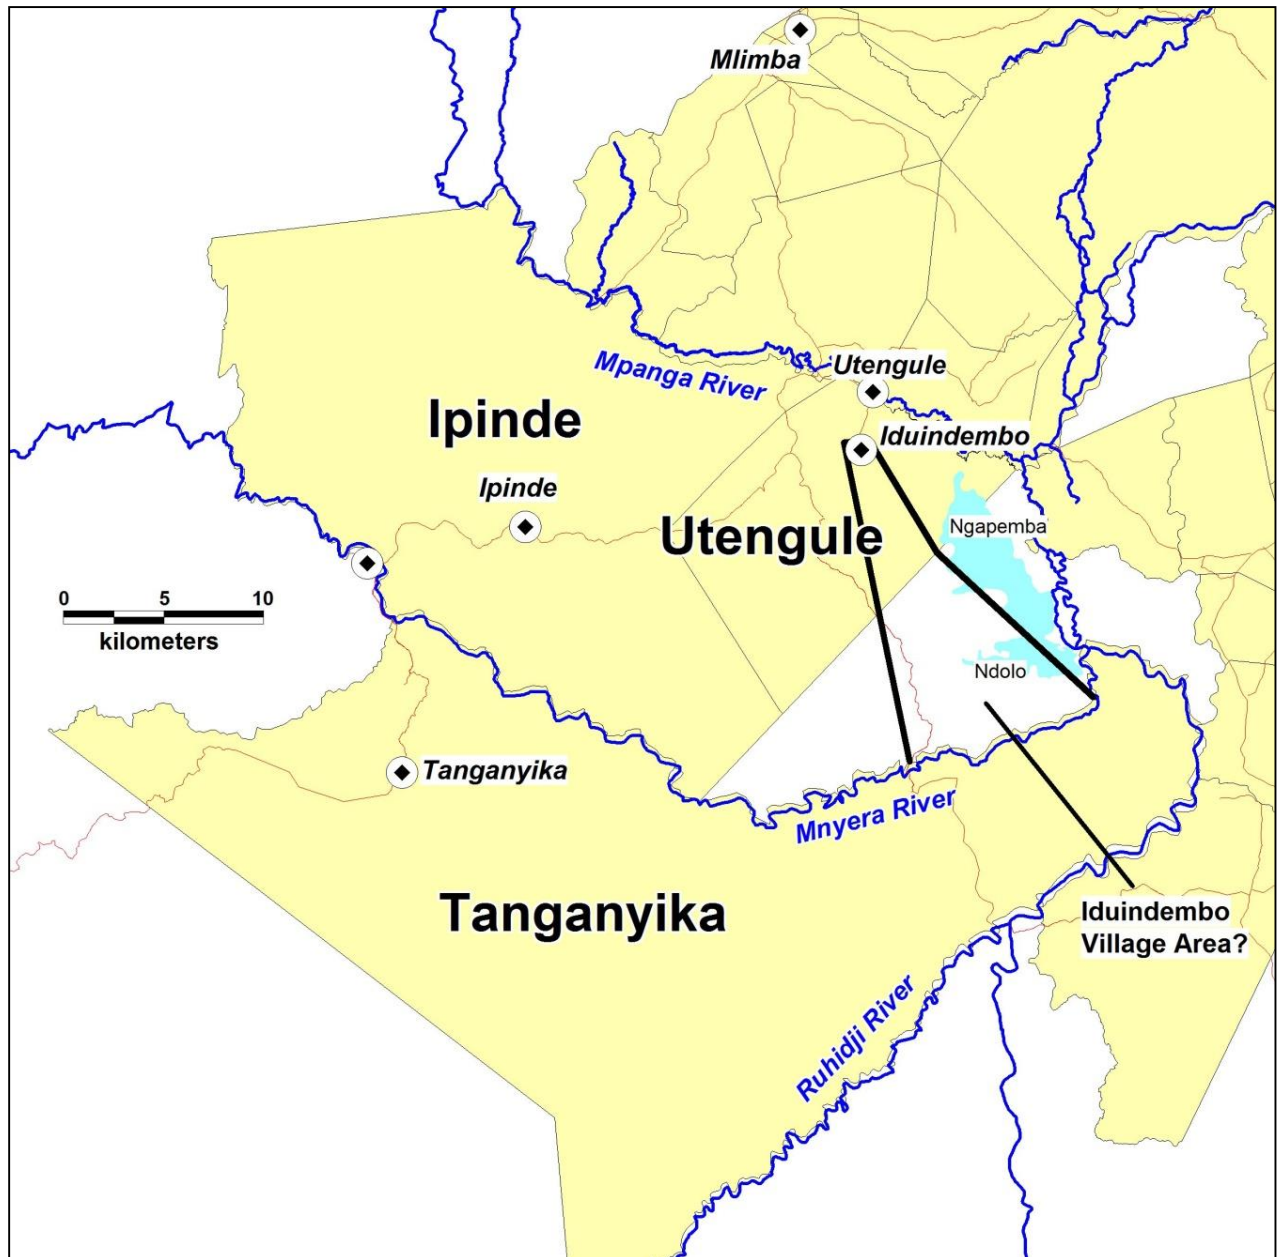 Mlimba
Mpanga River
Utengule
Ipinde
Iduindembo
Ipinde
Ngapemba
Utengule
0 5 10
kilometers
Ndolo
Tanganyika
Mnyera River
Tanganyika
Iduindembo
Village Area?
Ruhidji River